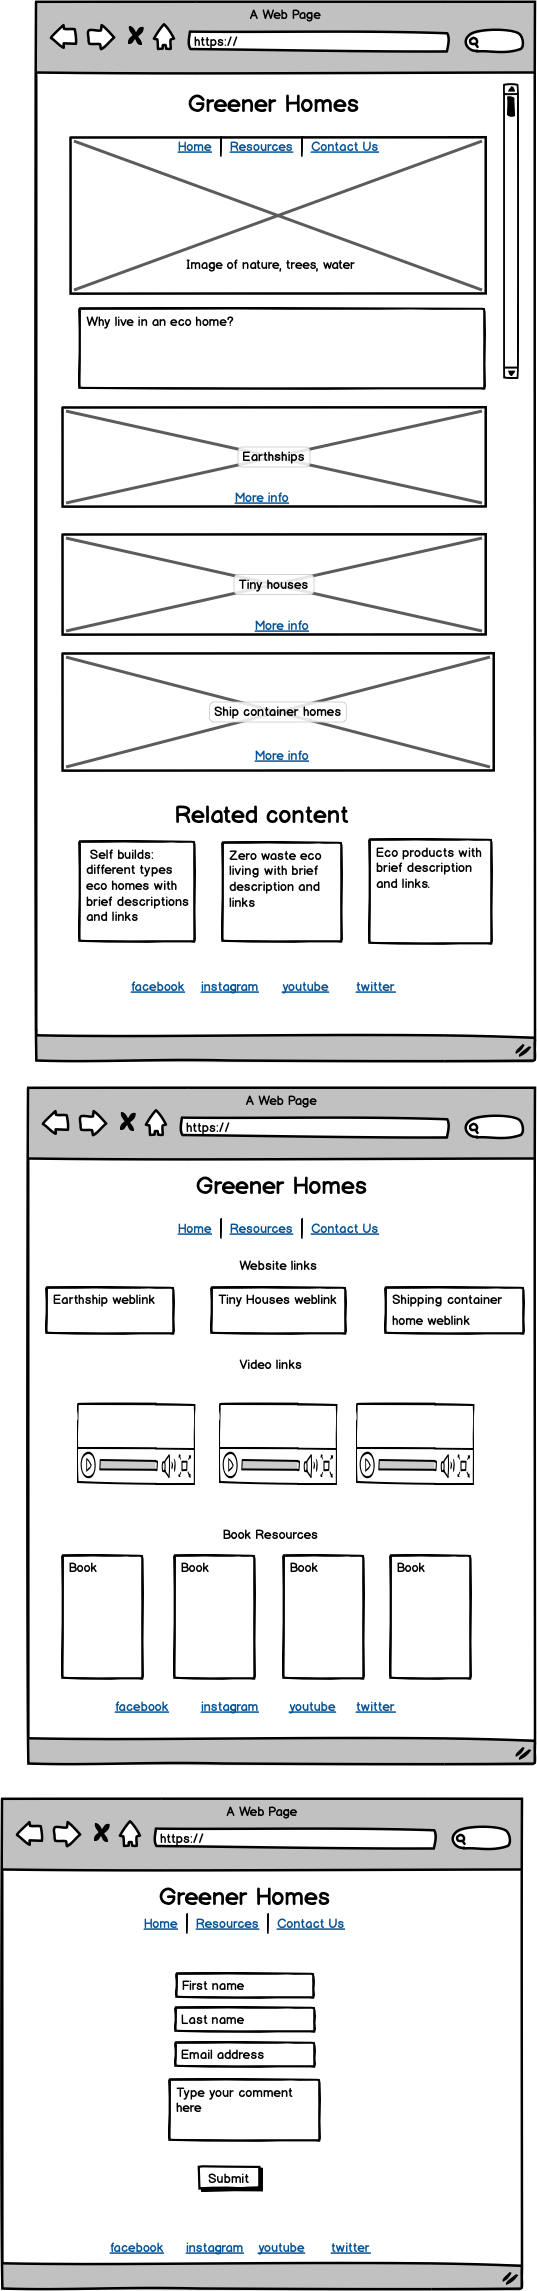 A Web Page
https://
Greener Homes
Home Resources Contact Us
Image of nature, trees, water
Why live in an eco home?
Earthships
More info
Tiny houses
More info
Ship container homes
More info
Related content
Self builds:
different types
eco homes with
brief descriptions
and links
Zero waste eco
living with brief
description and
links
Eco products with
brief description
and links.
facebook instagram youtube twitter
A Web Page
https://
Greener Homes
Home Resources Contact Us
Website links
Earthship weblink
Tiny Houses weblink
Shipping container
home weblink
Video links
Book Resources
Book Book Book Book
facebook instagram youtube twitter
A Web Page
https://
Greener Homes
Home Resources Contact Us
First name
Last name
Email address
Type your comment
here
Submit
facebook instagram youtube twitter